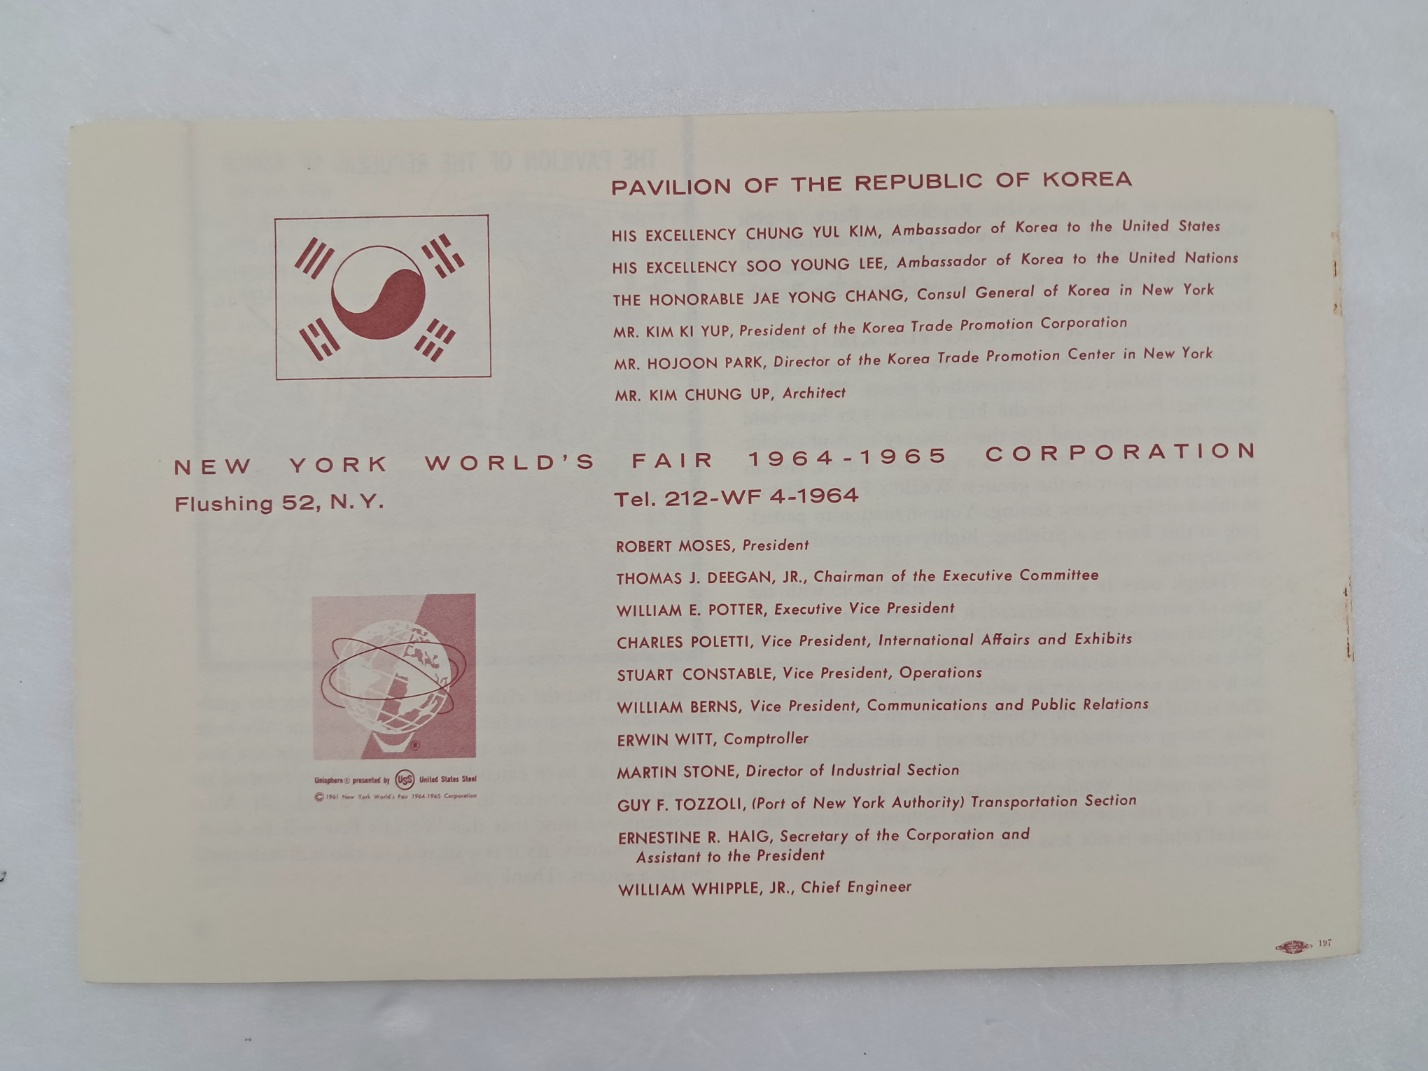 PAVILION OF THE REPUBLIC OF KOREA
HIS EXCELLENCY CHUNG YUL KIM, Ambassador of Korea to the United States
HIS EXCELLENCY SOO YOUNG LEE, Ambassador of Korea to the United Nations
THE HONORABLE JAE YONG CHANG, Consul General of Korea in New York
MR. KIM KI YUP, President of the Korea Trade Promotion Corporation
MR. HOJOON PARK, Director of the Korea Trade Promotion Center in New York
MR. KIM CHUNG UP, Architect
NEW YORK WORLD'S FAIR 1964-1965 CORPORATION
Flushing 52, N.Y.
Tel. 212-WF 4-1964
ROBERT MOSES, President
THOMAS J. DEEGAN, JR., Chairman of the Executive Committee
WILLIAM E. POTTER, Executive Vice President
CHARLES POLETTI, Vice President, International Affairs and Exhibits
STUART CONSTABLE, Vice President, Operations
WILLIAM BERNS, Vice President, Communications and Public Relations
ERWIN WITT, Comptroller
MARTIN STONE, Director of Industrial Section
GUY F. TOZZOLI, (Port of New York Authority) Transportation Section
ERNESTINE R. HAIG, Secretary of the Corporation and
Assistant to the President
WILLIAM WHIPPLE, JR., Chief Engineer
®
Unisphere ® presented by USS United States Steel
© 1961 New York World's Fair 1964-1965 Corporation
197